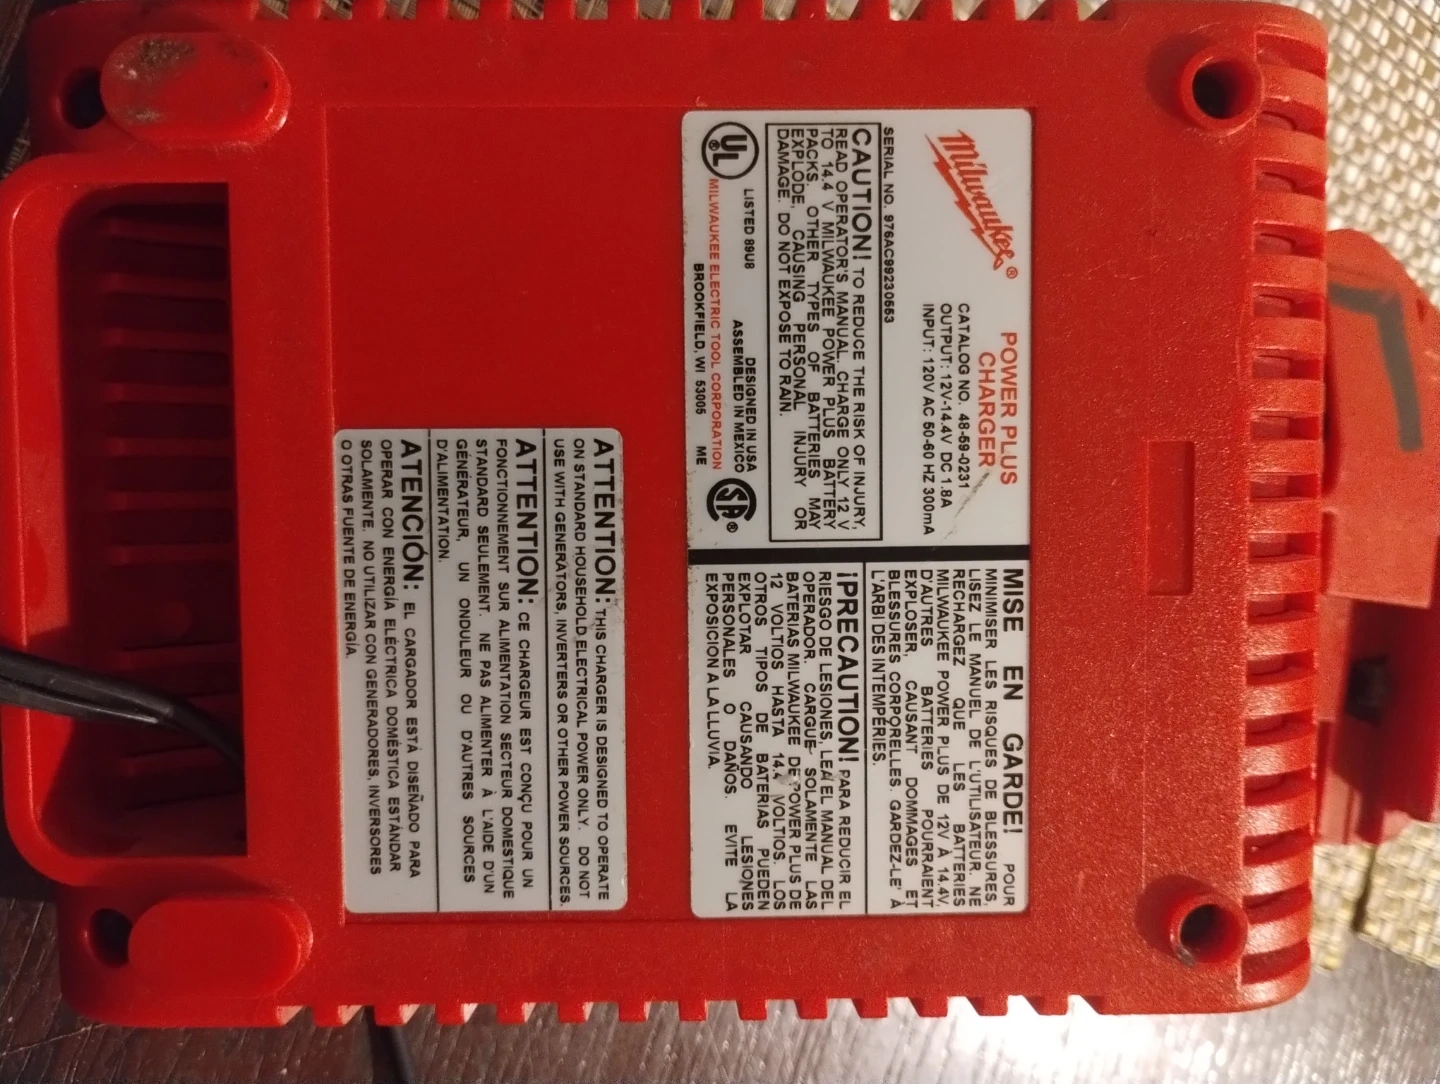 Milwaukee®
POWER PLUS
CHARGER
CATALOG NO. 48-59-0231
OUTPUT: 12V-14.4V DC 1.8A
INPUT: 120V AC 50-60 HZ 300mA
SERIAL NO. 976AC99230553
CAUTION! TO REDUCE THE RISK OF INJURY,
READ OPERATOR'S MANUAL. CHARGE ONLY 12 V
TO 14.4 V MILWAUKEE POWER PLUS BATTERY
PACKS. OTHER TYPES OF BATTERIES MAY
EXPLODE, CAUSING PERSONAL INJURY OR
DAMAGE. DO NOT EXPOSE TO RAIN.
UL®
LISTED 89U8
DESIGNED IN USA
ASSEMBLED IN MEXICO
SA®
MILWAUKEE ELECTRIC TOOL CORPORATION
BROOKFIELD, WI 53005 ME
MISE EN GARDE! POUR
MINIMISER LES RISQUES DE BLESSURES,
LISEZ LE MANUEL DE L'UTILISATEUR. NE
RECHARGEZ QUE LES BATTERIES
MILWAUKEE POWER PLUS DE 12V À 14.4V,
D'AUTRES BATTERIES POURRAIENT
EXPLOSER, CAUSANT DOMMAGES ET
BLESSURES CORPORELLES. GARDEZ-LE' À
L'ARBI DES INTEMPÉRIES.
¡PRECAUTION! PARA REDUCIR EL
RIESGO DE LESIONES, LEA EL MANUAL DEL
OPERADOR. CARGUE SOLAMENTE LAS
BATERIAS MILWAUKEE DE POWER PLUS DE
12 VOLTIOS HASTA 14.4 VOLTIOS. LOS
OTROS TIPOS DE BATERIAS PUEDEN
EXPLOTAR CAUSANDO LESIONES
PERSONALES O DAÑOS. EVITE LA
EXPOSICION A LA LLUVIA.
ATTENTION: THIS CHARGER IS DESIGNED TO OPERATE
ON STANDARD HOUSEHOLD ELECTRICAL POWER ONLY. DO NOT
USE WITH GENERATORS, INVERTERS OR OTHER POWER SOURCES.
ATTENTION: CE CHARGEUR EST CONÇU POUR UN
FONCTIONNEMENT SUR ALIMENTATION SECTEUR DOMESTIQUE
STANDARD SEULEMENT. NE PAS ALIMENTER À L'AIDE D'UN
GÉNÉRATEUR, UN ONDULEUR OU D'AUTRES SOURCES
D'ALIMENTATION.
ATENCIÓN: EL CARGADOR ESTÁ DISEÑADO PARA
OPERAR CON ENERGÍA ELÉCTRICA DOMÉSTICA ESTÁNDAR
SOLAMENTE. NO UTILIZAR CON GENERADORES, INVERSORES
O OTRAS FUENTE DE ENERGÍA.